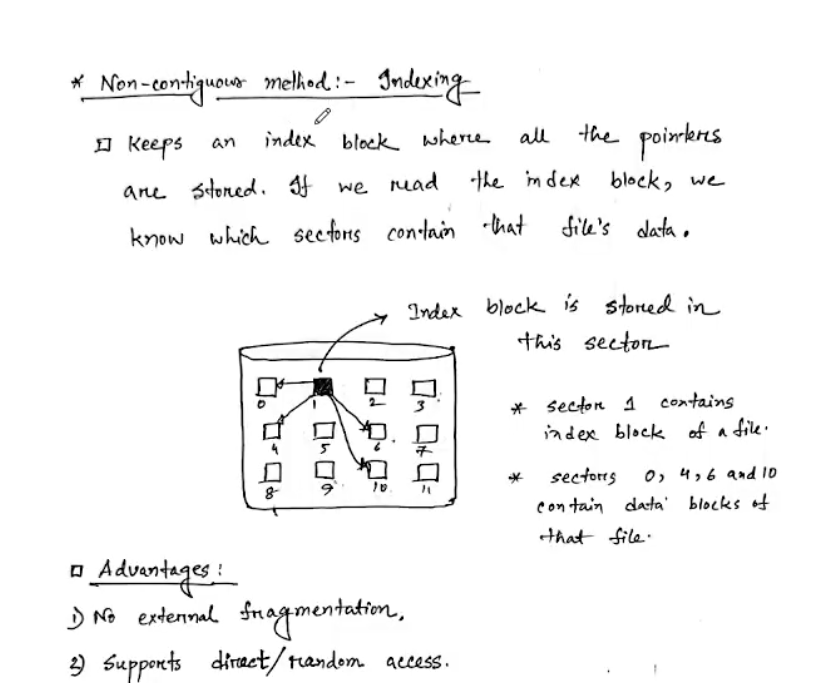 * Non-contiguous method:- Indexing
Keeps an index block where all the pointers
are stored. If we read the index block, we
know which sectors contain that file's data.
Index block is stored in
this sector
0 1 2 3
* sector 1 contains
index block of a file.
4 5 6 7
* sectors 0, 4, 6 and 10
contain data blocks of
that file.
8 9 10 11
Advantages:
1) No external fragmentation.
2) Supports direct/random access.